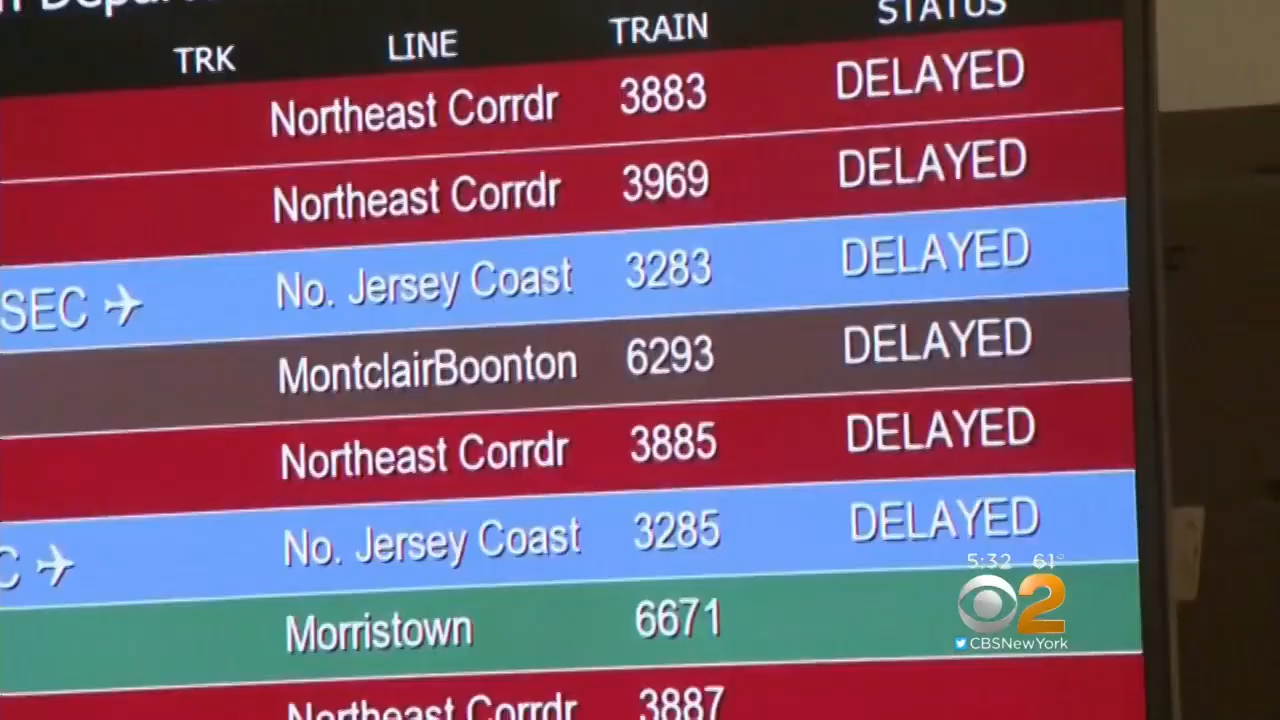 TRK LINE TRAIN STATUS
Northeast Corrdr 3883 DELAYED
Northeast Corrdr 3969 DELAYED
SEC No. Jersey Coast 3283 DELAYED
MontclairBoonton 6293 DELAYED
Northeast Corrdr 3885 DELAYED
No. Jersey Coast 3285 DELAYED
Morristown 6671
Northeast Corrdr 3887
5:32 61°
2
CBSNewYork